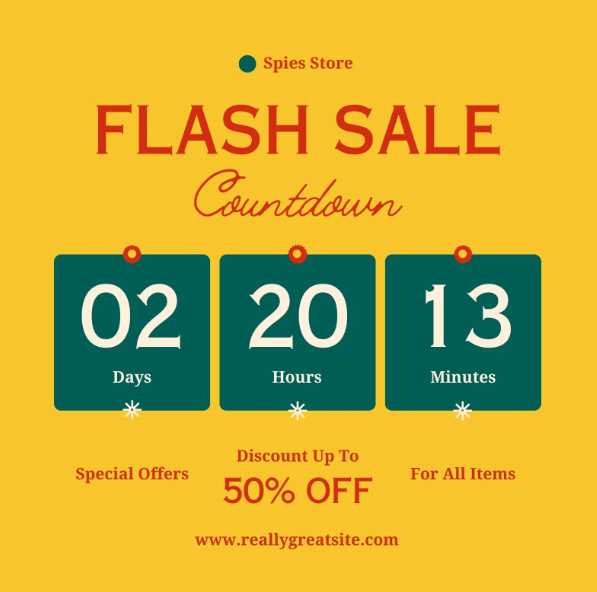 Spies Store
FLASH SALE
Countdown
02 20 13
Days Hours Minutes
Special Offers
Discount Up To
50% OFF
For All Items
www.reallygreatsite.com